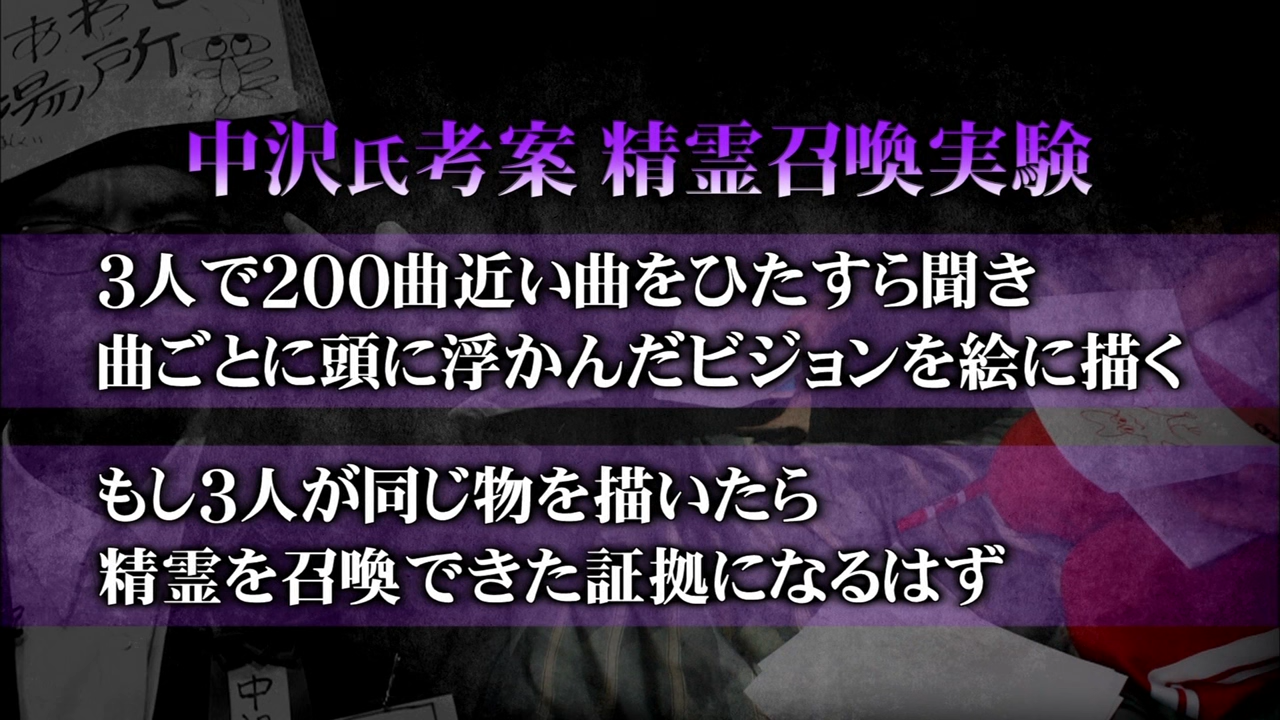 中沢氏考案 精霊召喚実験
3人で200曲近い曲をひたすら聞き
曲ごとに頭に浮かんだビジョンを絵に描く
もし3人が同じ物を描いたら
精霊を召喚できた証拠になるはず
場所
中